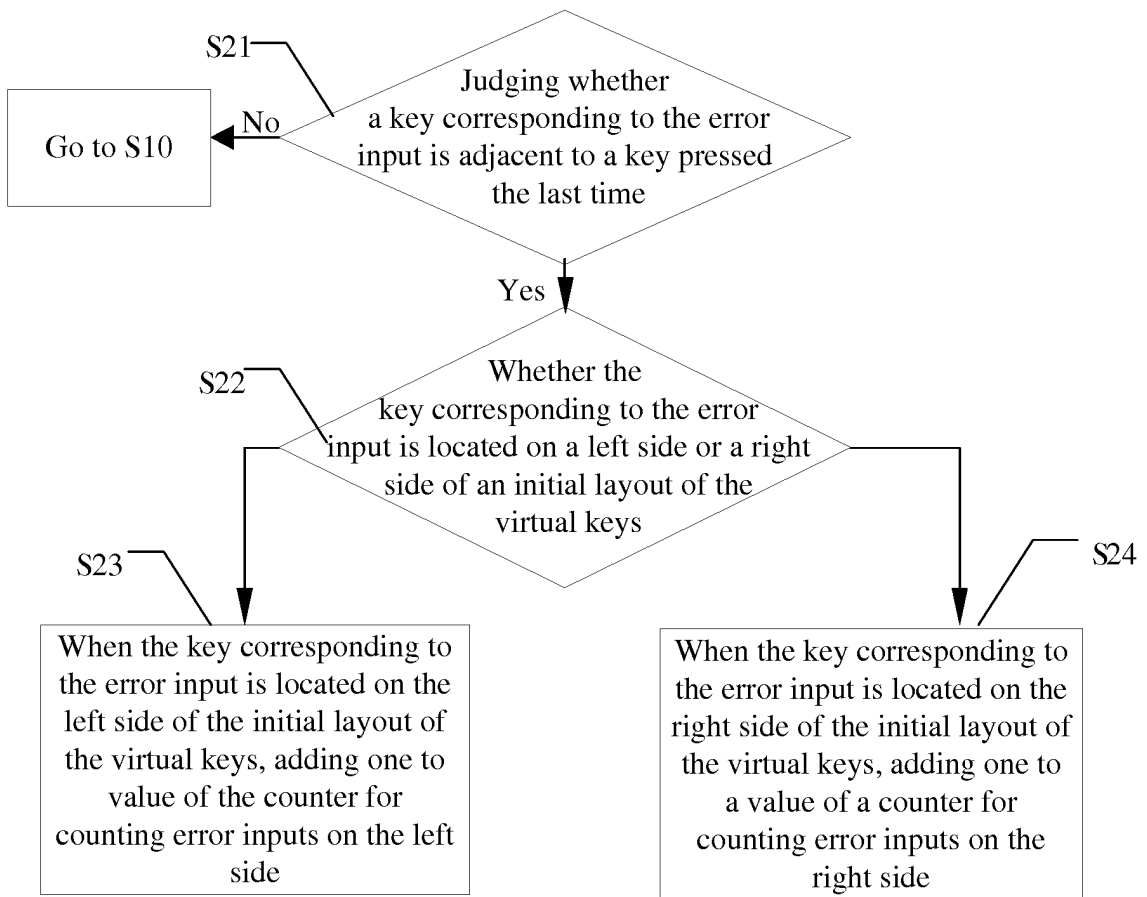 S21
Judging whether
a key corresponding to the error
input is adjacent to a key pressed
the last time
No
Go to S10
Yes
S22
Whether the
key corresponding to the error
input is located on a left side or a right
side of an initial layout of the
virtual keys
S23
When the key corresponding to
the error input is located on the
left side of the initial layout of
the virtual keys, adding one to
value of the counter for
counting error inputs on the left
side
S24
When the key corresponding to
the error input is located on the
right side of the initial layout of
the virtual keys, adding one to
a value of a counter for
counting error inputs on the
right side